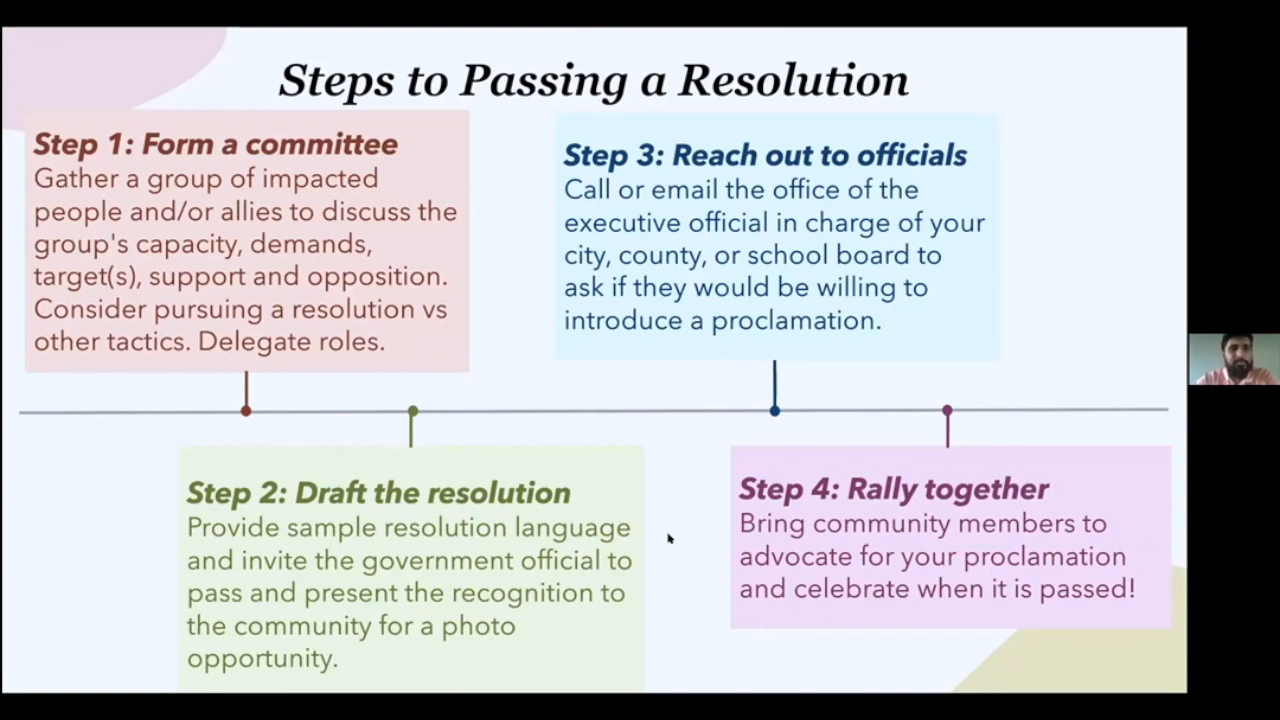 Steps to Passing a Resolution
Step 1: Form a committee
Gather a group of impacted
people and/or allies to discuss the
group's capacity, demands,
target(s), support and opposition.
Consider pursuing a resolution vs
other tactics. Delegate roles.
Step 2: Draft the resolution
Provide sample resolution language
and invite the government official to
pass and present the recognition to
the community for a photo
opportunity.
Step 3: Reach out to officials
Call or email the office of the
executive official in charge of your
city, county, or school board to
ask if they would be willing to
introduce a proclamation.
Step 4: Rally together
Bring community members to
advocate for your proclamation
and celebrate when it is passed!